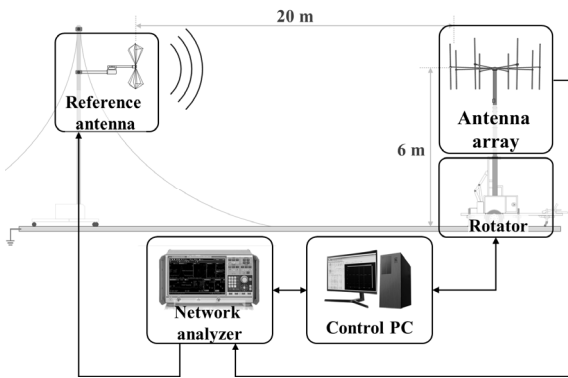 20 m
Reference
antenna
Antenna
array
6 m
Rotator
Network
analyzer
Control PC